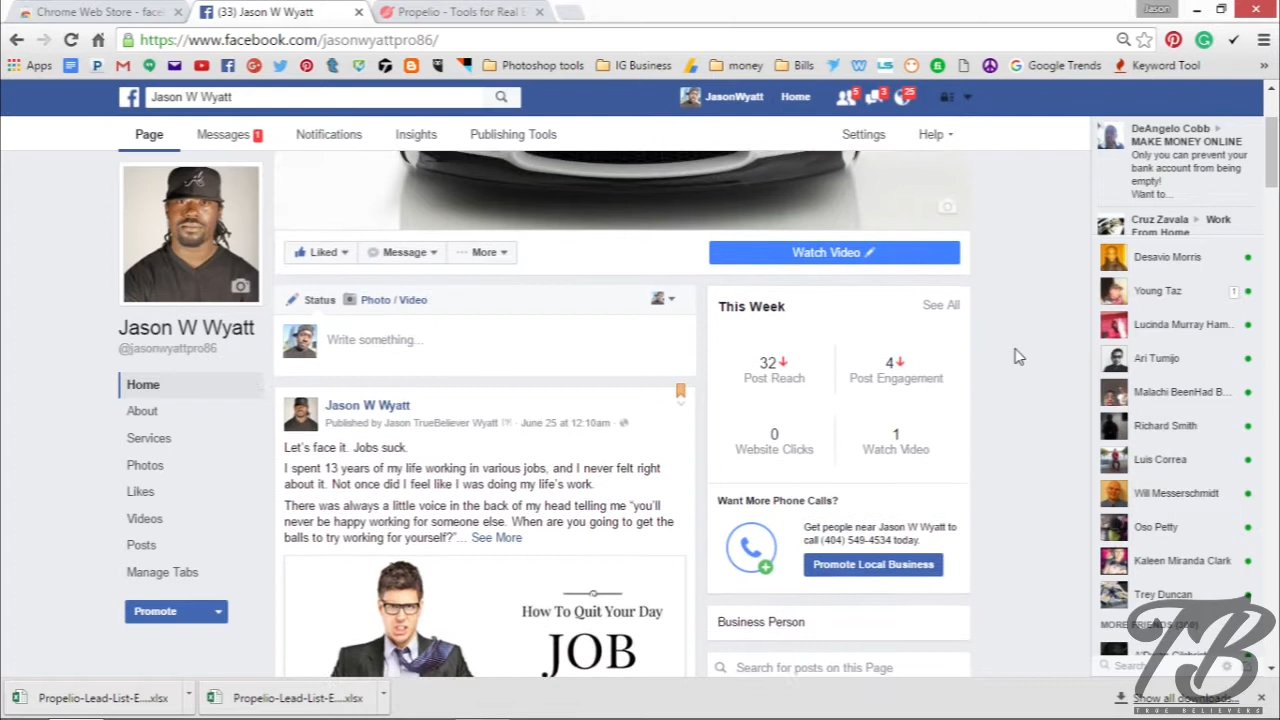 Chrome Web Store - face
(33) Jason W Wyatt
Propelio - Tools for Real E
Jason
https://www.facebook.com/jasonwyattpro86/
Apps
Photoshop tools
IG Business
money
Bills
Google Trends
Keyword Tool
Jason W Wyatt
JasonWyatt
Home
5
3
25
Page
Messages 1
Notifications
Insights
Publishing Tools
Settings
Help
Liked
Message
More
Watch Video
Jason W Wyatt
@jasonwyattpro86
Home
About
Services
Photos
Likes
Videos
Posts
Manage Tabs
Promote
Status
Photo / Video
Write something...
Jason W Wyatt
Published by Jason TrueBeliever Wyatt [?] · June 25 at 12:10am ·
Let's face it. Jobs suck.
I spent 13 years of my life working in various jobs, and I never felt right
about it. Not once did I feel like I was doing my life's work.
There was always a little voice in the back of my head telling me “you'll
never be happy working for someone else. When are you going to get the
balls to try working for yourself?”... See More
How To Quit Your Day
JOB
This Week
See All
32
Post Reach
4
Post Engagement
0
Website Clicks
1
Watch Video
Want More Phone Calls?
Get people near Jason W Wyatt to
call (404) 549-4534 today.
Promote Local Business
Business Person
Search for posts on this Page
DeAngelo Cobb
MAKE MONEY ONLINE
Only you can prevent your
bank account from being
empty!
Want to...
Cruz Zavala Work
From Home
Desavio Morris
Young Taz 1
Lucinda Murray Ham..
Ari Tumijo
Malachi BeenHad B...
Richard Smith
Luis Correa
Will Messerschmidt
Oso Petty
Kaleen Miranda Clark
Trey Duncan
MORE FRIENDS
Search
Propelio-Lead-List-E....xlsx
Propelio-Lead-List-E....xlsx
Show all downloads...
TB
TRUE BELIEVERS